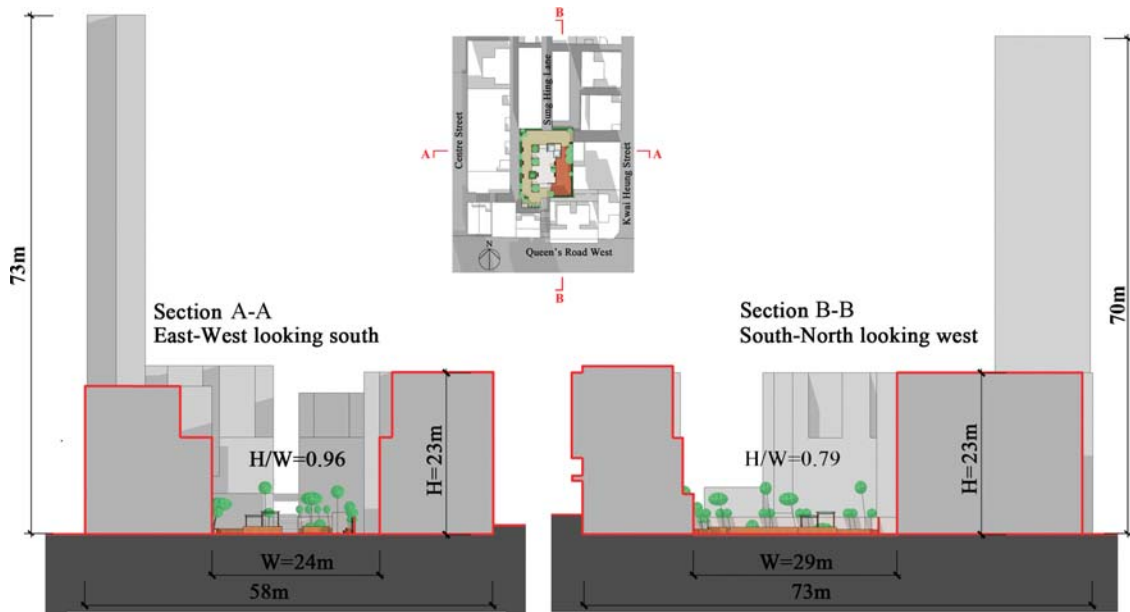 B B
Sung Hing Lane
Centre Street
A A
Kwai Heung Street
N
Queen's Road West
B B
73m
Section A-A
East-West looking south
H/W=0.96
H=23m
W=24m
58m
Section B-B
South-North looking west
H/W=0.79
H=23m
70m
W=29m
73m